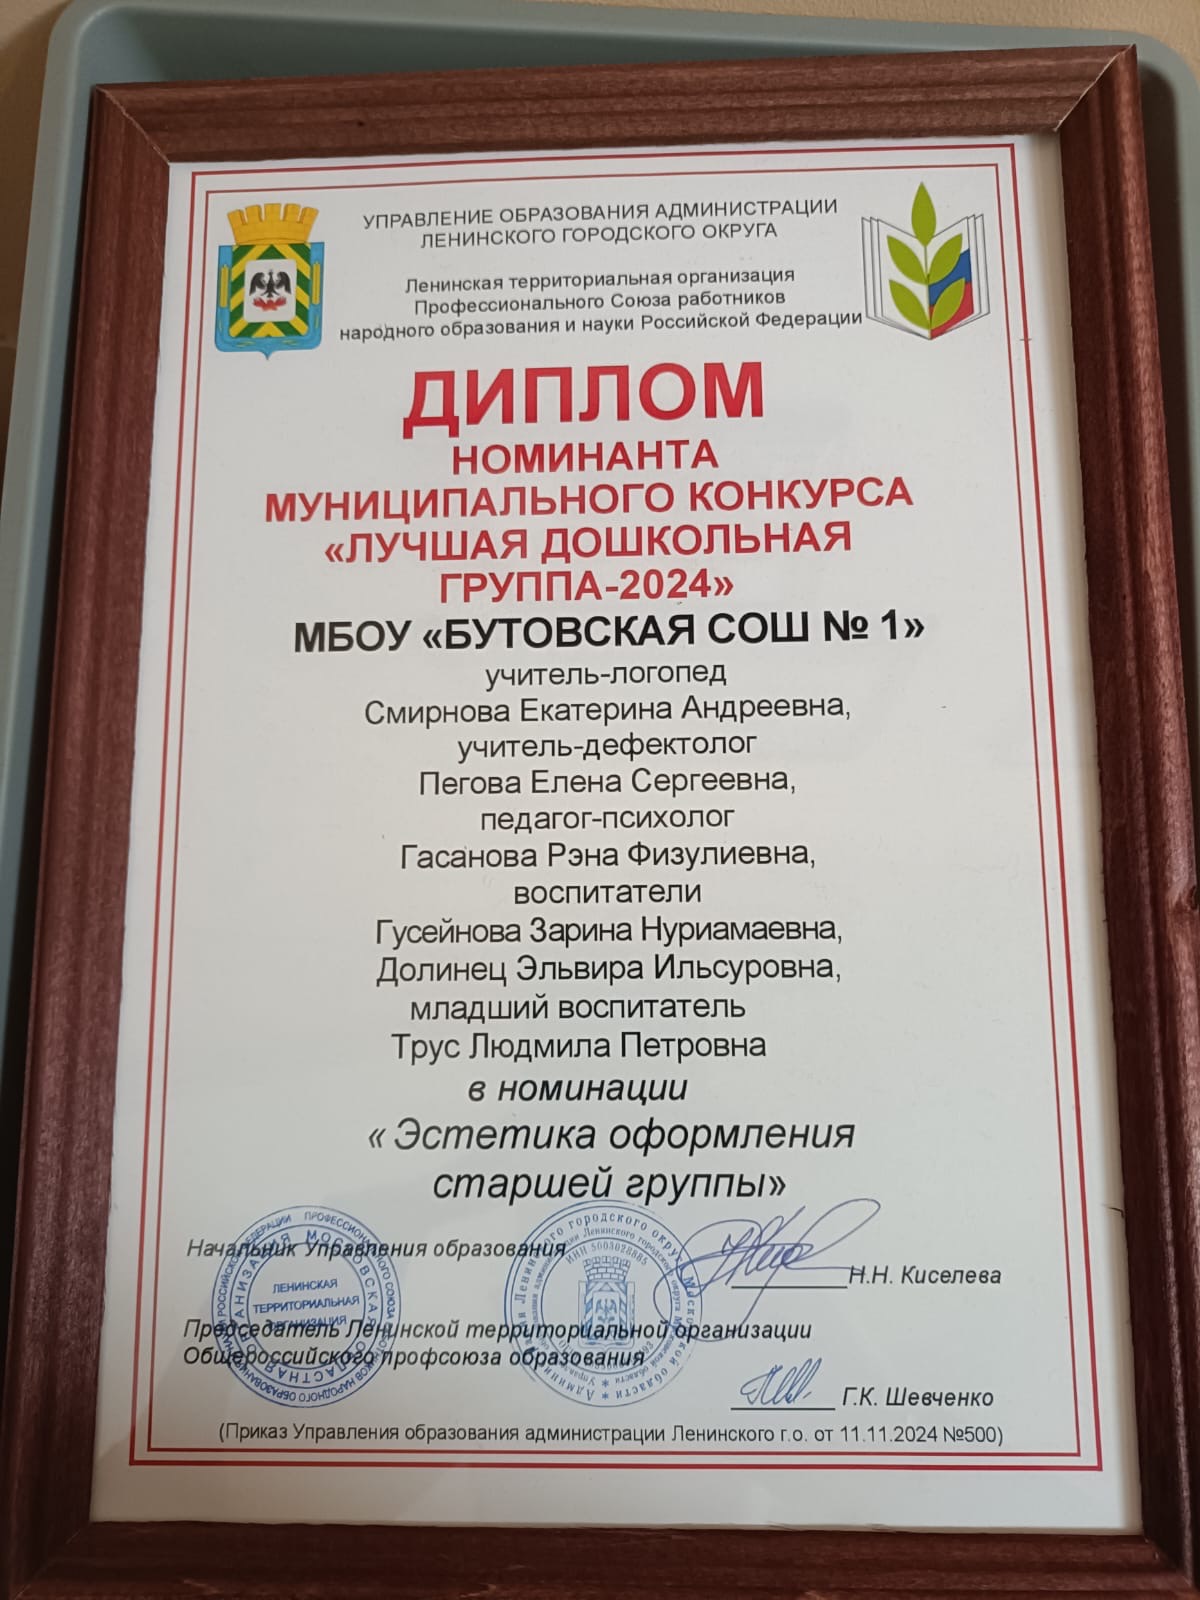 УПРАВЛЕНИЕ ОБРАЗОВАНИЯ АДМИНИСТРАЦИИ
ЛЕНИНСКОГО ГОРОДСКОГО ОКРУГА
Ленинская территориальная организация
Профессионального Союза работников
народного образования и науки Российской Федерации
ДИПЛОМ
НОМИНАНТА
МУНИЦИПАЛЬНОГО КОНКУРСА
«ЛУЧШАЯ ДОШКОЛЬНАЯ
ГРУППА-2024»
МБОУ «БУТОВСКАЯ СОШ № 1»
учитель-логопед
Смирнова Екатерина Андреевна,
учитель-дефектолог
Пегова Елена Сергеевна,
педагог-психолог
Гасанова Рэна Физулиевна,
воспитатели
Гусейнова Зарина Нуриамаевна,
Долинец Эльвира Ильсуровна,
младший воспитатель
Трус Людмила Петровна
в номинации
« Эстетика оформления
старшей группы»
Начальник Управления образования
Н.Н. Киселева
Председатель Ленинской территориальной организации
Общероссийского профсоюза образования
Г.К. Шевченко
(Приказ Управления образования администрации Ленинского г.о. от 11.11.2024 №500)
ЛЕНИНСКАЯ
ТЕРРИТОРИАЛЬНАЯ
ОРГАНИЗАЦИЯ